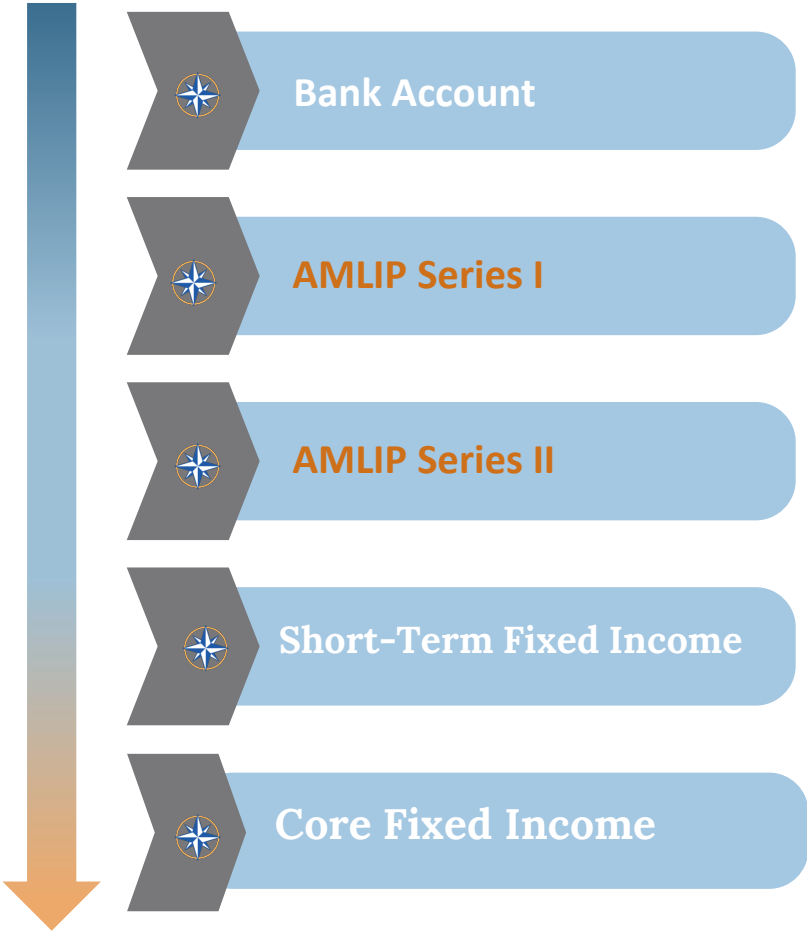 Bank Account
AMLIP Series I
AMLIP Series II
Short-Term Fixed Income
Core Fixed Income